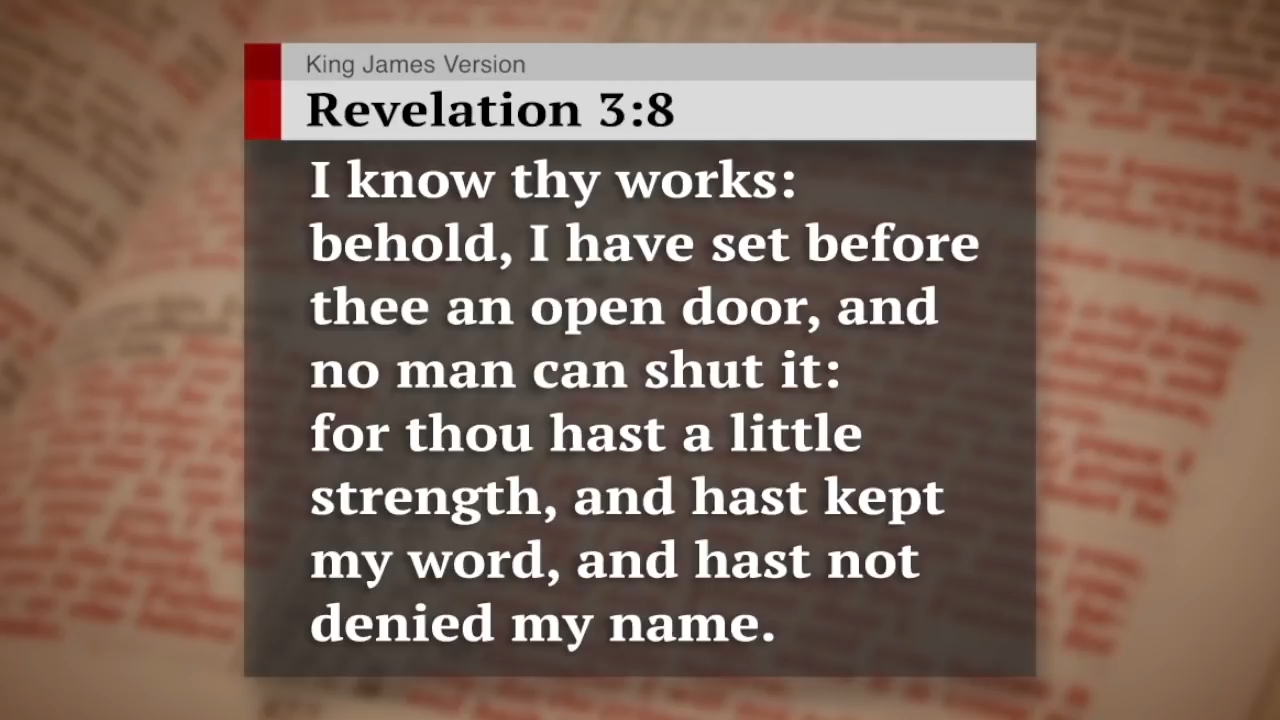 King James Version
Revelation 3:8
I know thy works:
behold, I have set before
thee an open door, and
no man can shut it:
for thou hast a little
strength, and hast kept
my word, and hast not
denied my name.